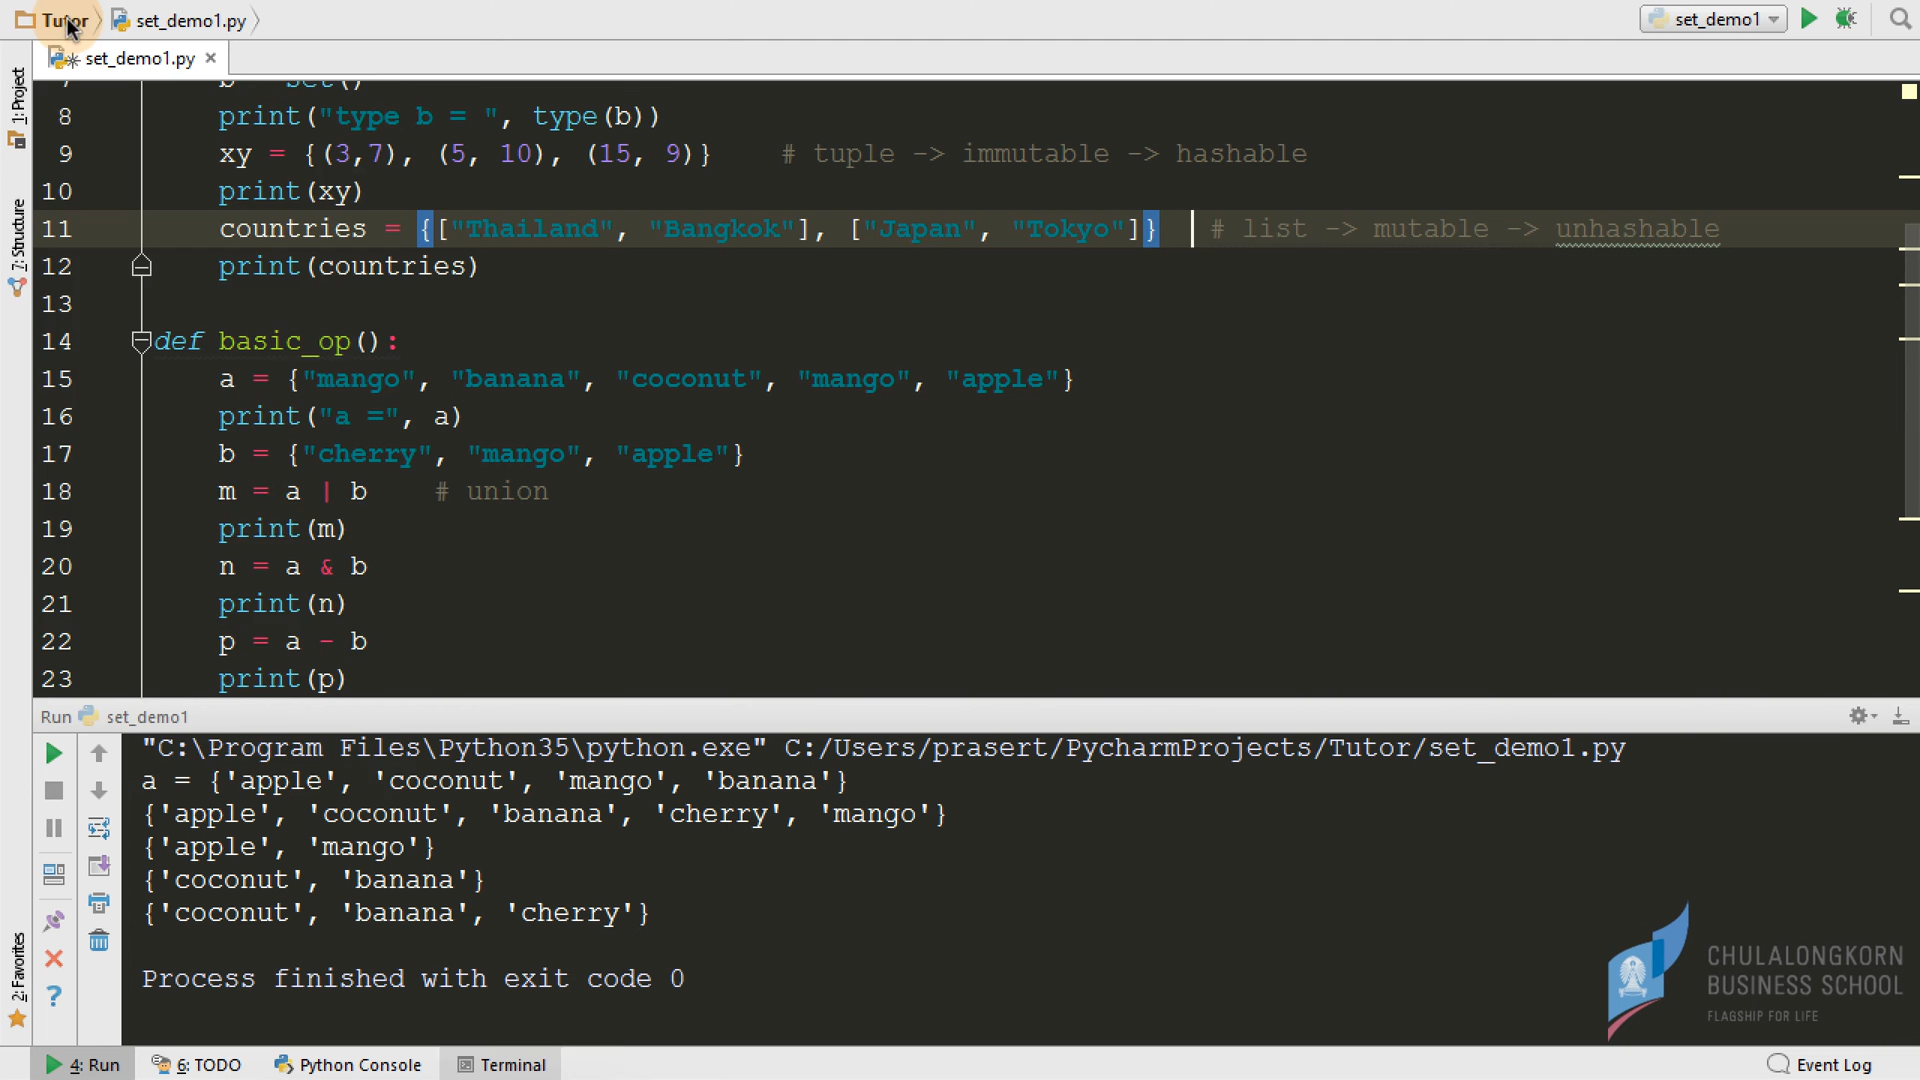 Tutor set_demo1.py
set_demo1
set_demo1.py
1: Project
7: Structure
2: Favorites
8 print("type b = ", type(b))
9 xy = {(3,7), (5, 10), (15, 9)} # tuple -> immutable -> hashable
10 print(xy)
11 countries = {["Thailand", "Bangkok"], ["Japan", "Tokyo"]} # list -> mutable -> unhashable
12 print(countries)
13
14 def basic_op():
15 a = {"mango", "banana", "coconut", "mango", "apple"}
16 print("a =", a)
17 b = {"cherry", "mango", "apple"}
18 m = a | b # union
19 print(m)
20 n = a & b
21 print(n)
22 p = a - b
23 print(p)
Run set_demo1
"C:\Program Files\Python35\python.exe" C:/Users/prasert/PycharmProjects/Tutor/set_demo1.py
a = {'apple', 'coconut', 'mango', 'banana'}
{'apple', 'coconut', 'banana', 'cherry', 'mango'}
{'apple', 'mango'}
{'coconut', 'banana'}
{'coconut', 'banana', 'cherry'}
Process finished with exit code 0
CHULALONGKORN
BUSINESS SCHOOL
FLAGSHIP FOR LIFE
4: Run 6: TODO Python Console Terminal Event Log